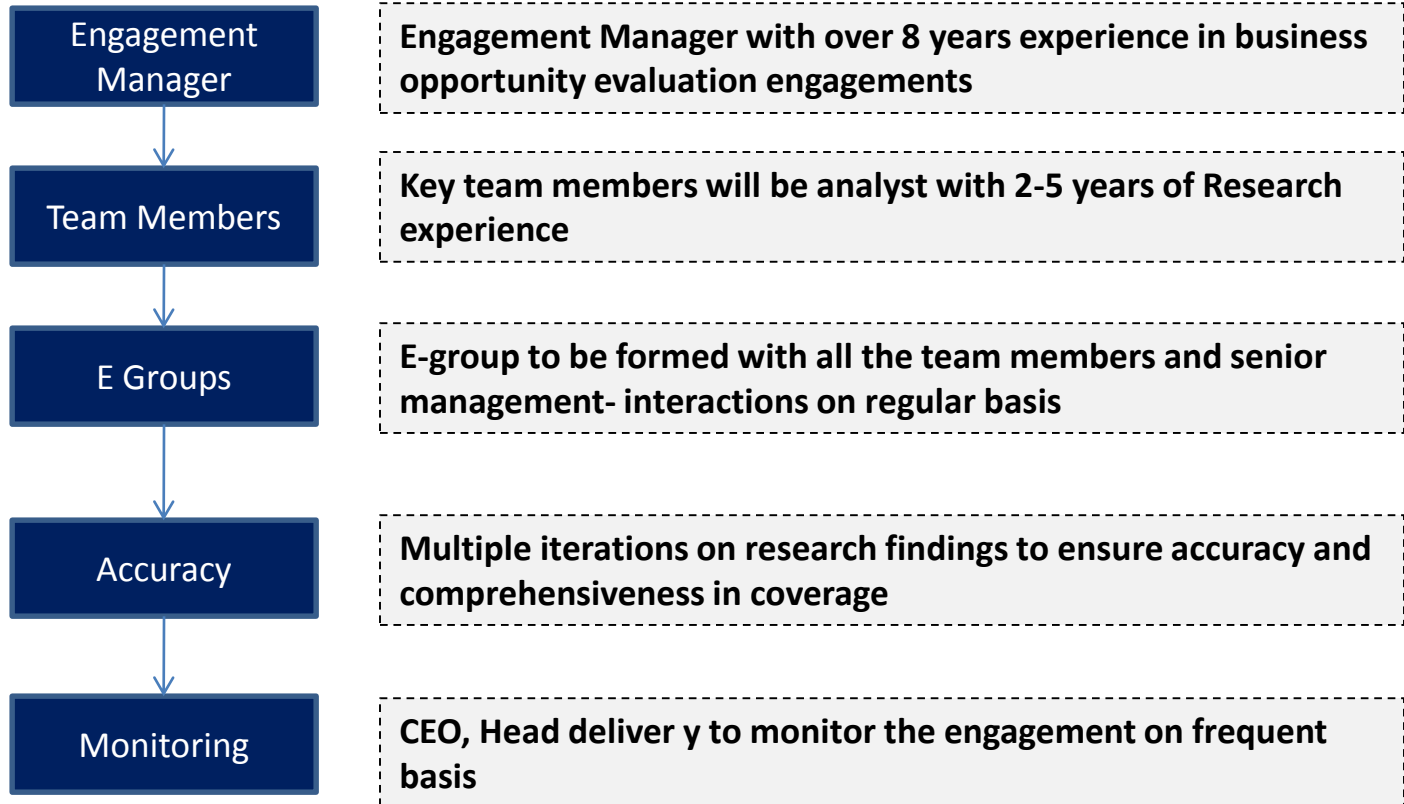 Engagement
Manager
Engagement Manager with over 8 years experience in business
opportunity evaluation engagements
Team Members
Key team members will be analyst with 2-5 years of Research
experience
E Groups
E-group to be formed with all the team members and senior
management- interactions on regular basis
Accuracy
Multiple iterations on research findings to ensure accuracy and
comprehensiveness in coverage
Monitoring
CEO, Head deliver y to monitor the engagement on frequent
basis